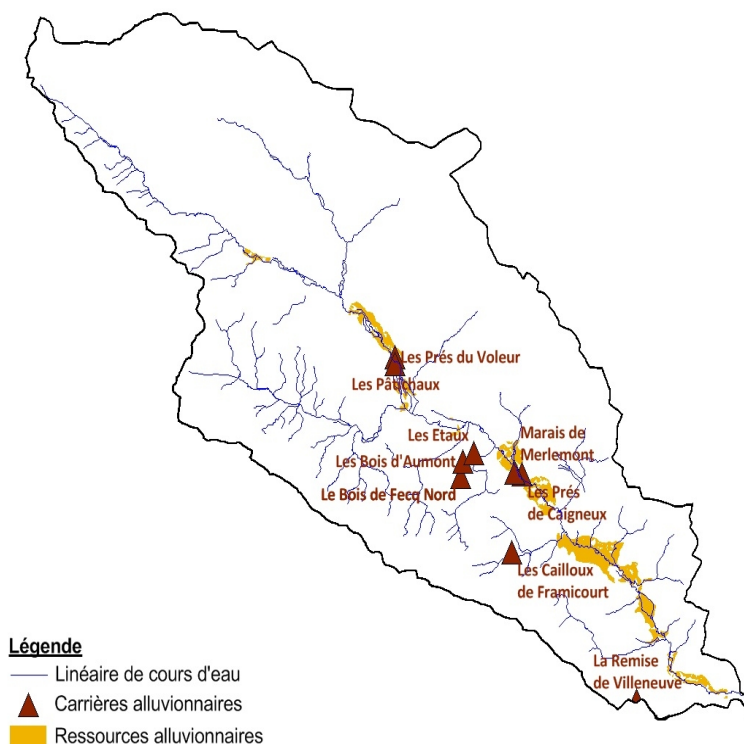 Les Prés du Voleur
Les Pâtichaux
Les Etaux
Marais de
Merlemont
Les Bois d'Aumont
Le Bois de Fecq Nord
Les Prés
de Caigneux
Les Cailloux
de Framicourt
La Remise
de Villeneuve
Légende
Linéaire de cours d'eau
Carrières alluvionnaires
Ressources alluvionnaires